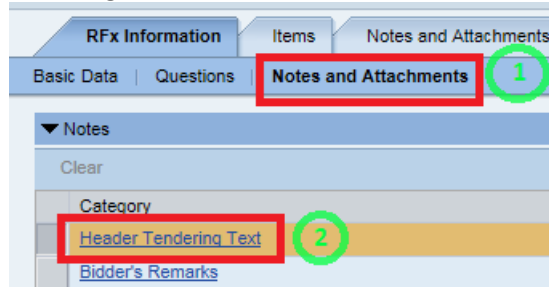 RFx Information Items Notes and Attachments
Basic Data | Questions | Notes and Attachments 1
Notes
Clear
Category
Header Tendering Text 2
Bidder's Remarks